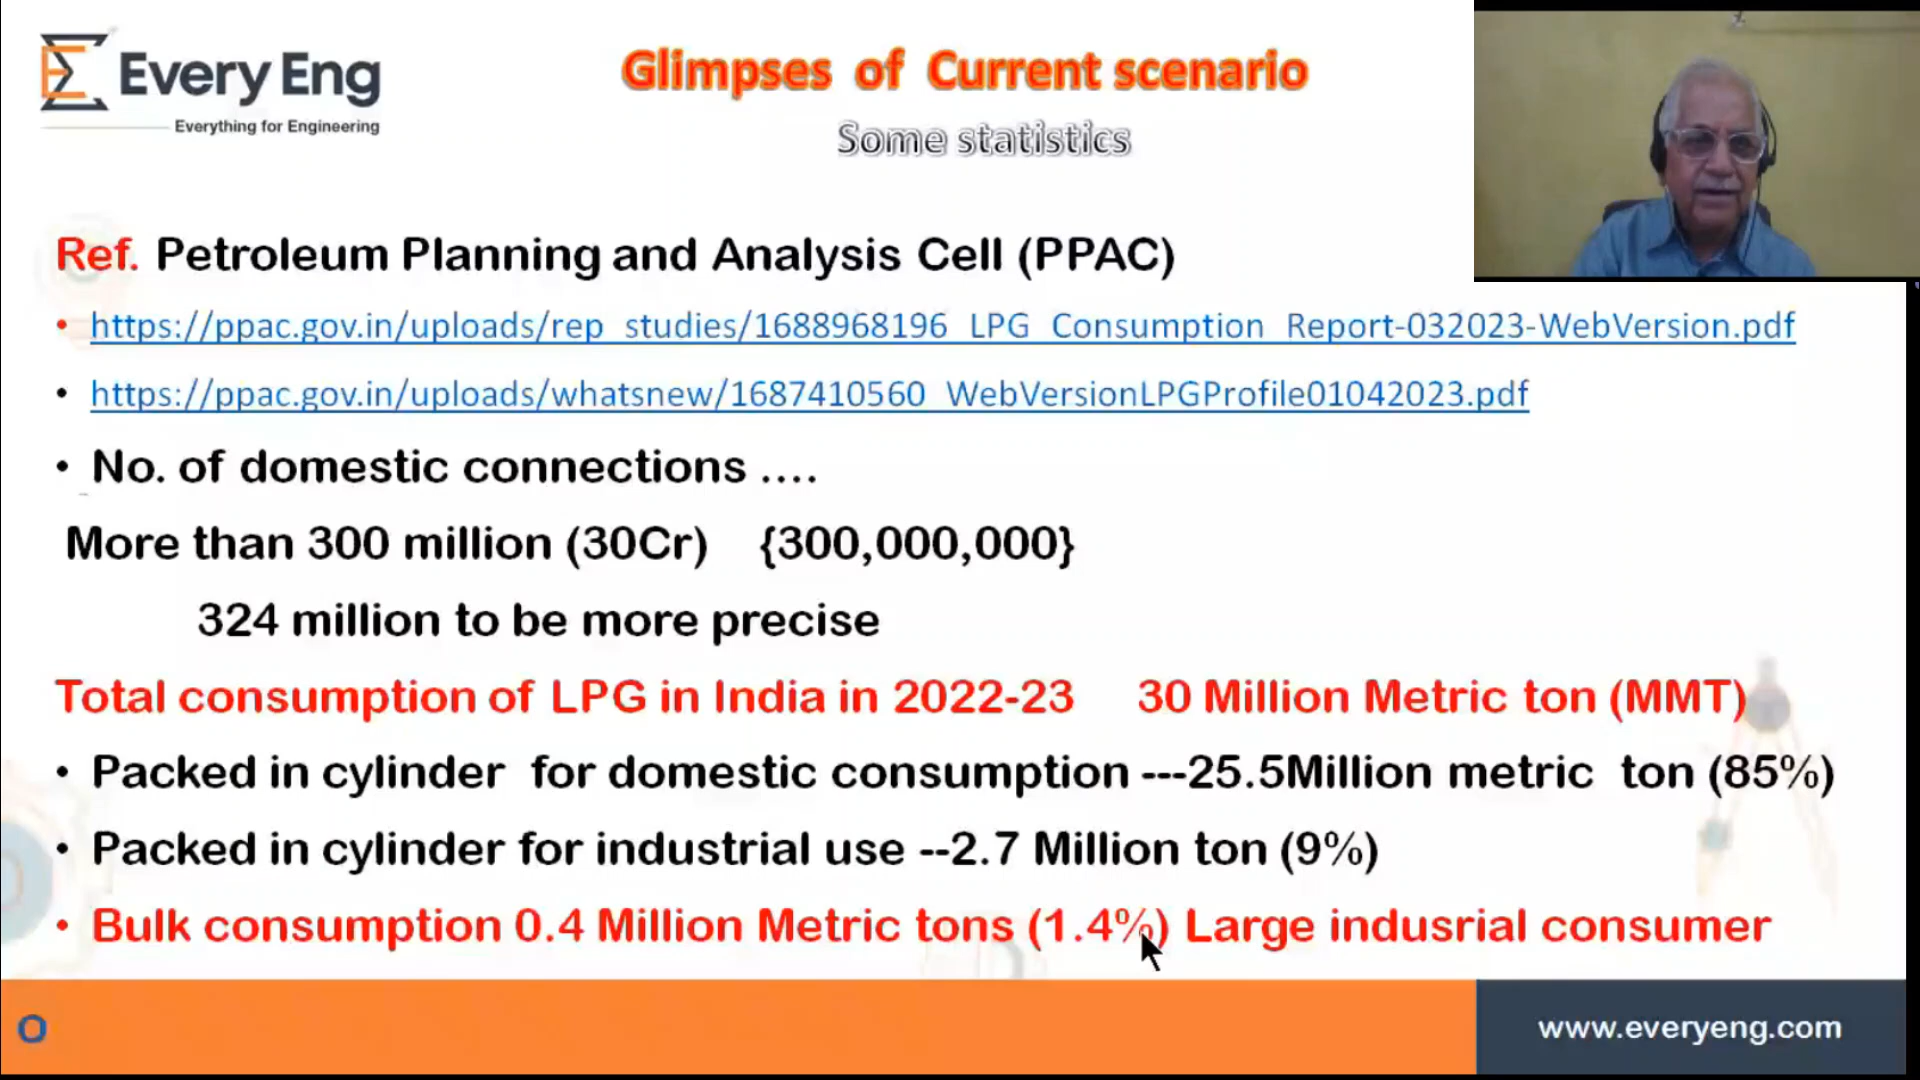 Every Eng
Everything for Engineering
Glimpses of Current scenario
Some statistics
Ref. Petroleum Planning and Analysis Cell (PPAC)
• https://ppac.gov.in/uploads/rep_studies/1688968196_LPG_Consumption_Report-032023-WebVersion.pdf
• https://ppac.gov.in/uploads/whatsnew/1687410560_WebVersionLPGProfile01042023.pdf
• No. of domestic connections ....
More than 300 million (30Cr) {300,000,000}
324 million to be more precise
Total consumption of LPG in India in 2022-23 30 Million Metric ton (MMT)
• Packed in cylinder for domestic consumption ---25.5Million metric ton (85%)
• Packed in cylinder for industrial use --2.7 Million ton (9%)
• Bulk consumption 0.4 Million Metric tons (1.4%) Large indusrial consumer
O
www.everyeng.com